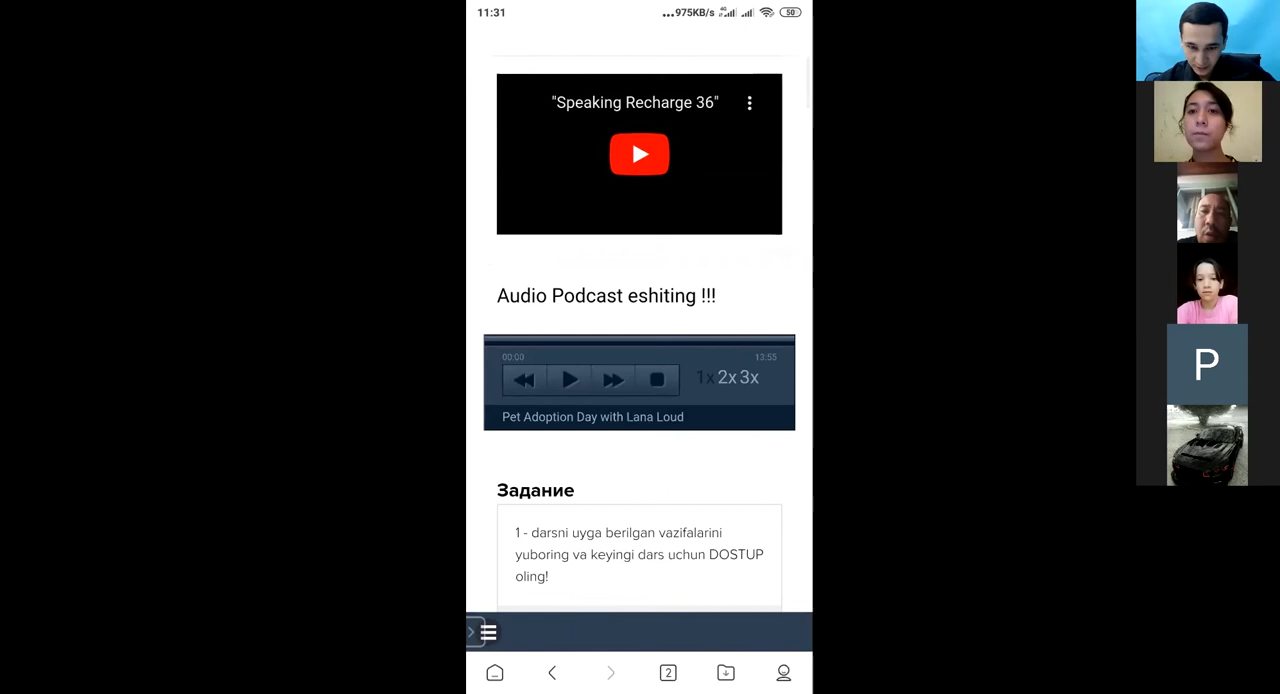 11:31
...975KB/s 4G 50
"Speaking Recharge 36"
Audio Podcast eshiting !!!
00:00
13:55
1x 2x 3x
Pet Adoption Day with Lana Loud
Задание
1 - darsni uyga berilgan vazifalarini
yuboring va keyingi dars uchun DOSTUP
oling!
2
P